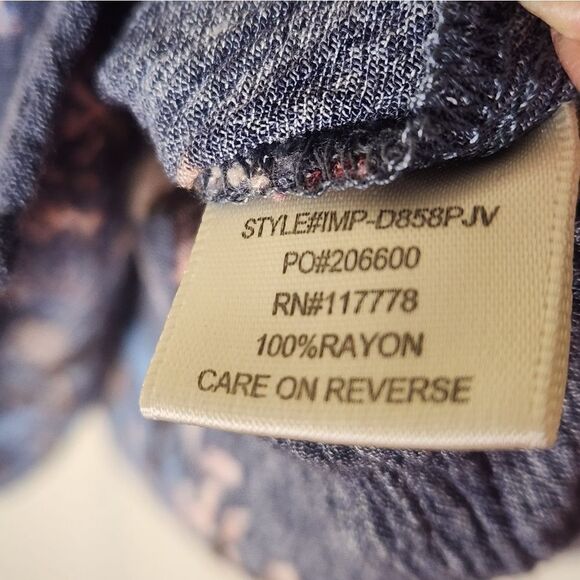 STYLE#IMP-D858PJV
PO#206600
RN#117778
100%RAYON
CARE ON REVERSE